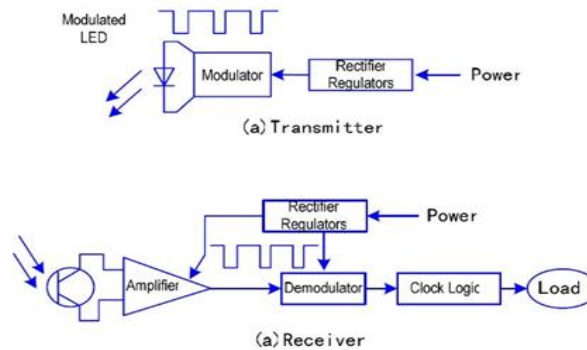 Modulated
LED
Modulator
Rectifier
Regulators
Power
(a)Transmitter
Rectifier
Regulators
Power
Amplifier
Demodulator
Clock Logic
Load
(a)Receiver